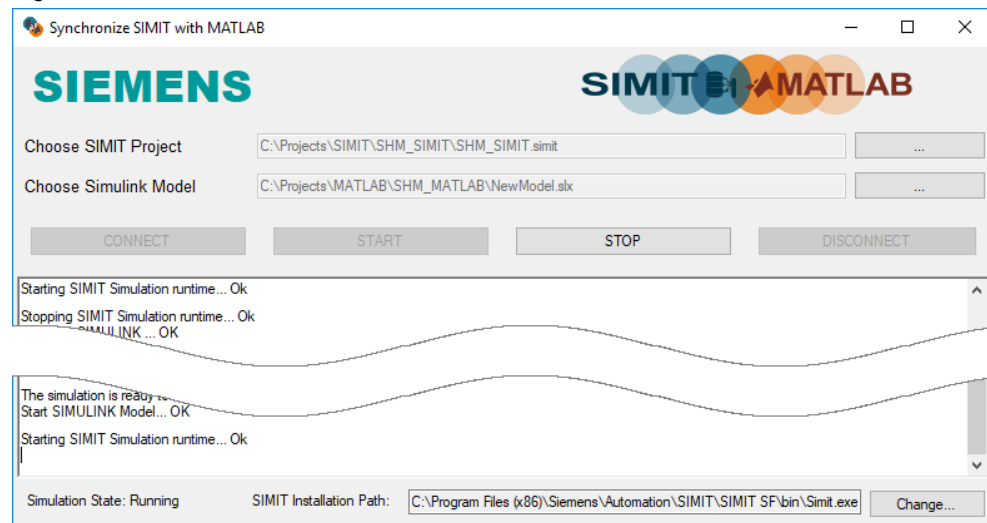 Synchronize SIMIT with MATLAB
SIEMENS
SIMIT MATLAB
Choose SIMIT Project C:\Projects\SIMIT\SHM_SIMIT\SHM_SIMIT.simit ...
Choose Simulink Model C:\Projects\MATLAB\SHM_MATLAB\NewModel.slx ...
CONNECT START STOP DISCONNECT
Starting SIMIT Simulation runtime... Ok
Stopping SIMIT Simulation runtime... Ok
SIMULINK ... OK
The simulation is ready
Start SIMULINK Model... OK
Starting SIMIT Simulation runtime... Ok
Simulation State: Running SIMIT Installation Path: C:\Program Files (x86)\Siemens\Automation\SIMIT\SIMIT SF\bin\Simit.exe Change...